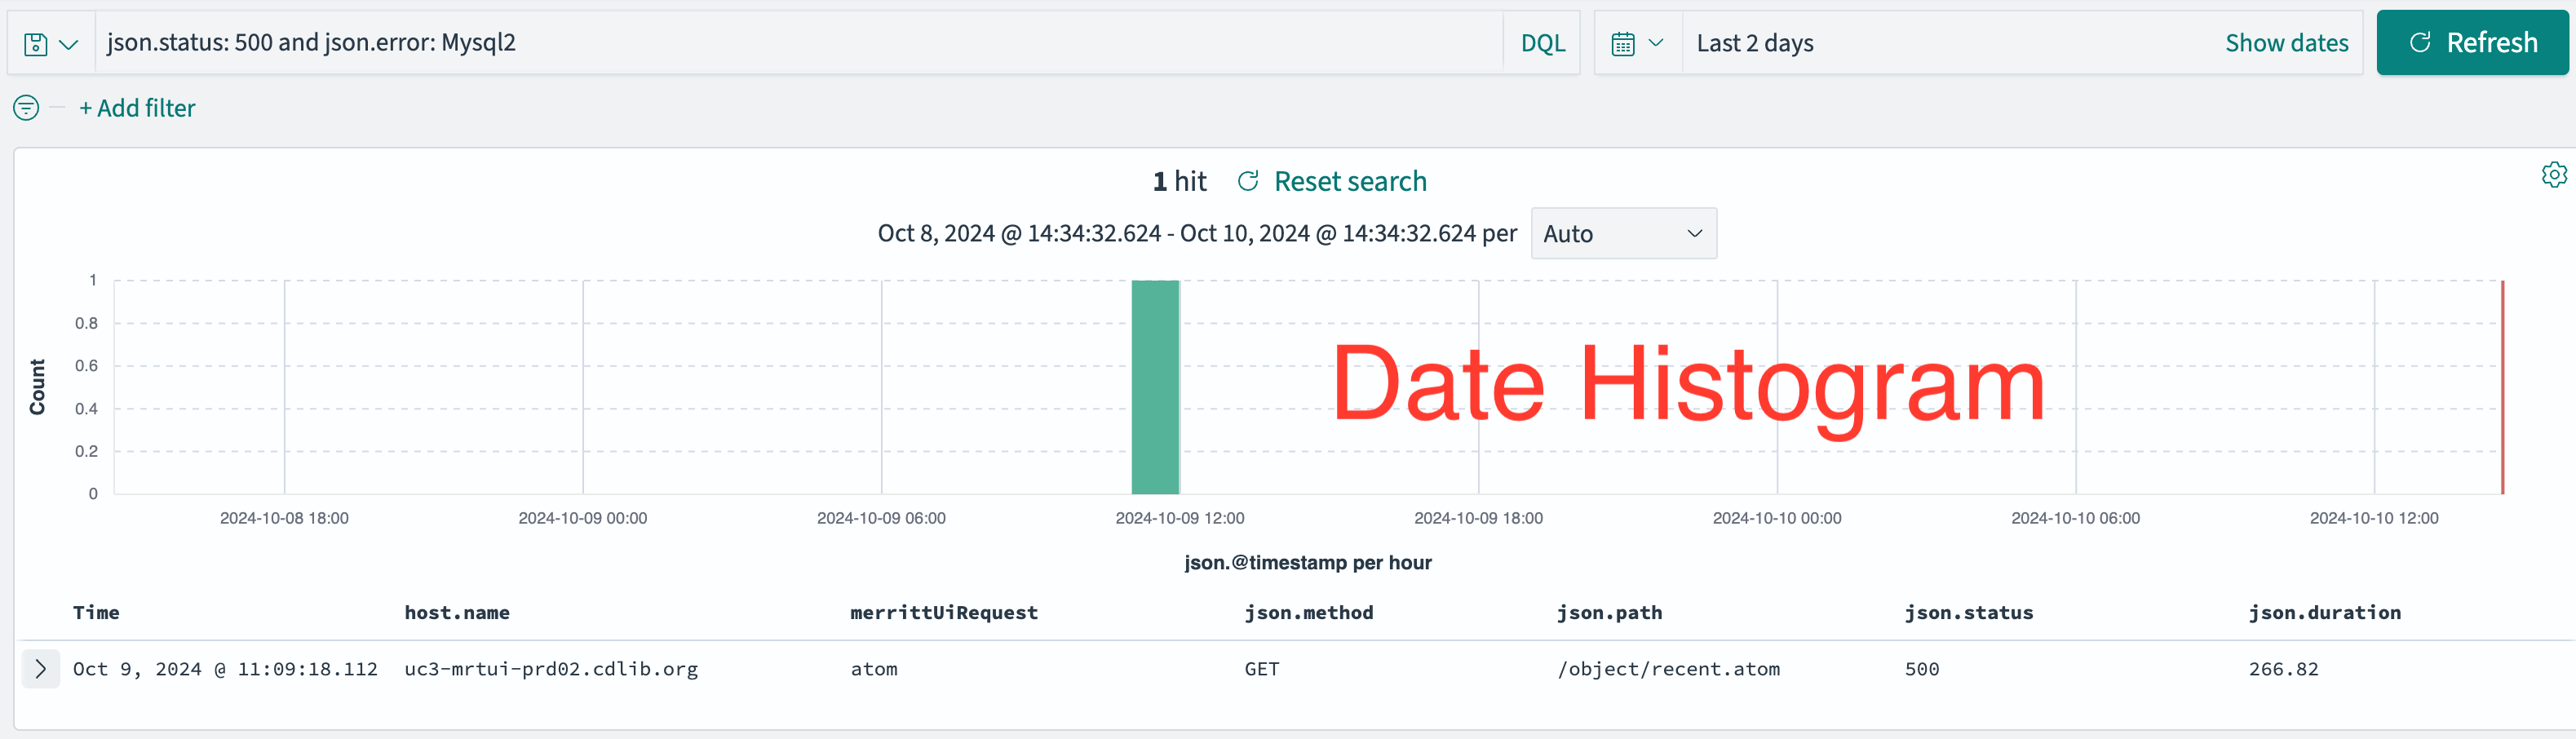 json.status: 500 and json.error: Mysql2 DQL Last 2 days Show dates Refresh
+ Add filter
1 hit Reset search
Oct 8, 2024 @ 14:34:32.624 - Oct 10, 2024 @ 14:34:32.624 per Auto
1
0.8
0.6
0.4
0.2
0
Count
Date Histogram
2024-10-08 18:00 2024-10-09 00:00 2024-10-09 06:00 2024-10-09 12:00 2024-10-09 18:00 2024-10-10 00:00 2024-10-10 06:00 2024-10-10 12:00
json.@timestamp per hour
Time host.name merrittUiRequest json.method json.path json.status json.duration
Oct 9, 2024 @ 11:09:18.112 uc3-mrtui-prd02.cdlib.org atom GET /object/recent.atom 500 266.82